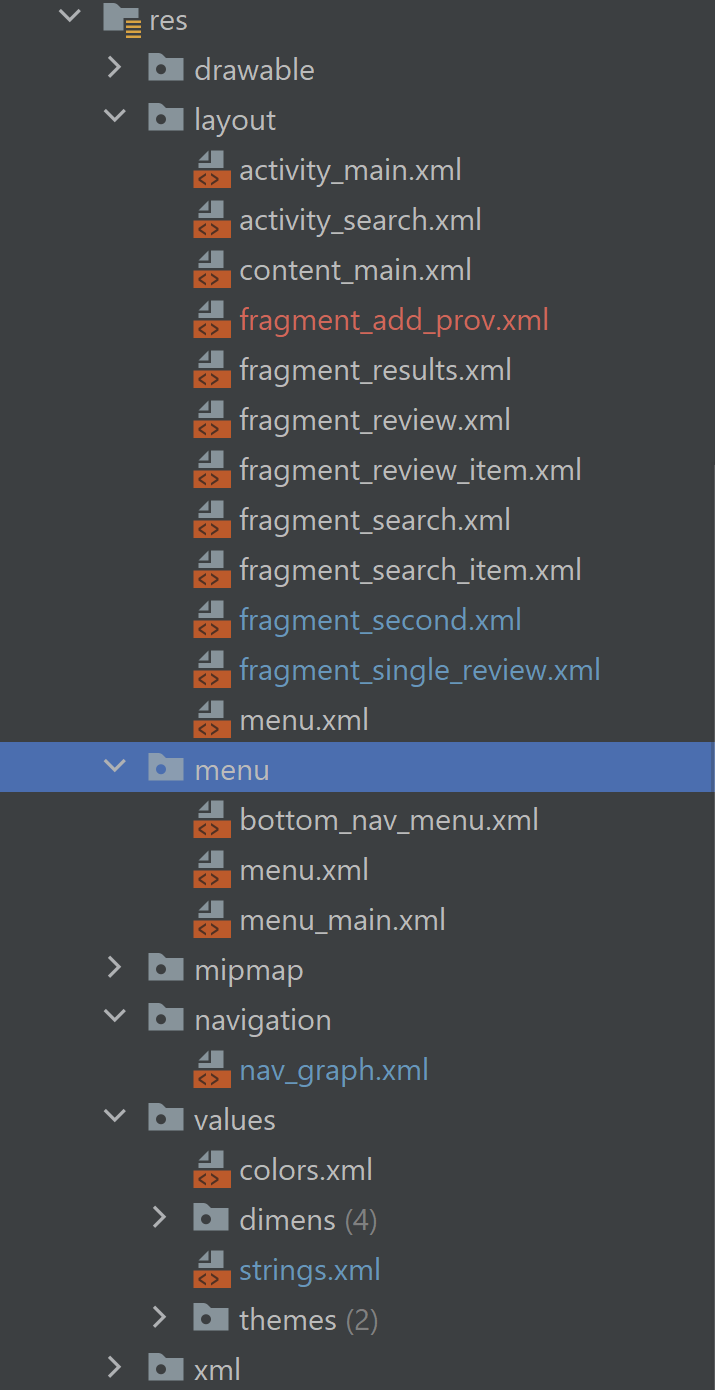 res
drawable
layout
activity_main.xml
activity_search.xml
content_main.xml
fragment_add_prov.xml
fragment_results.xml
fragment_review.xml
fragment_review_item.xml
fragment_search.xml
fragment_search_item.xml
fragment_second.xml
fragment_single_review.xml
menu.xml
menu
bottom_nav_menu.xml
menu.xml
menu_main.xml
mipmap
navigation
nav_graph.xml
values
colors.xml
dimens (4)
strings.xml
themes (2)
xml